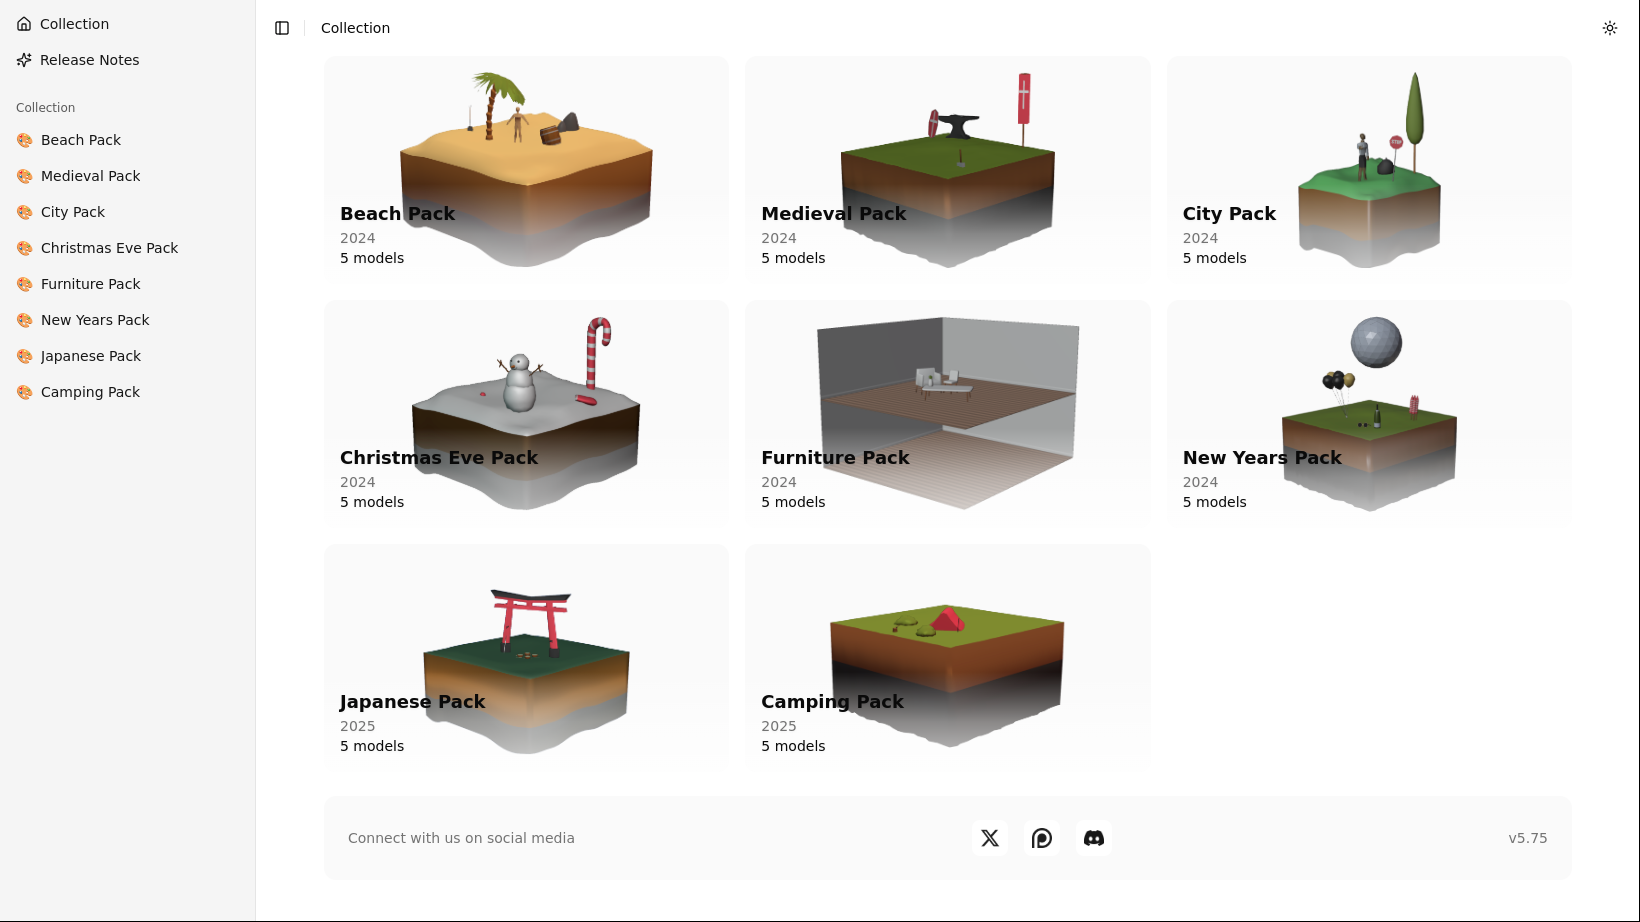 Collection
Release Notes
Collection
Beach Pack
Medieval Pack
City Pack
Christmas Eve Pack
Furniture Pack
New Years Pack
Japanese Pack
Camping Pack
Collection
Beach Pack
2024
5 models
Medieval Pack
2024
5 models
STOP
City Pack
2024
5 models
Christmas Eve Pack
2024
5 models
Furniture Pack
2024
5 models
New Years Pack
2024
5 models
Japanese Pack
2025
5 models
Camping Pack
2025
5 models
Connect with us on social media
v5.75